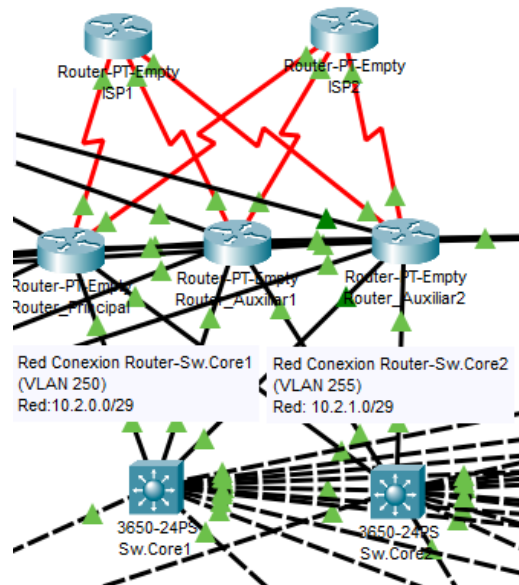 Router-PT-Empty
ISP1
Router-PT-Empty
ISP2
Router-PT-Empty
Router_Principal
Router-PT-Empty
Router_Auxiliar1
Router-PT-Empty
Router_Auxiliar2
Red Conexion Router-Sw.Core1
(VLAN 250)
Red:10.2.0.0/29
Red Conexion Router-Sw.Core2
(VLAN 255)
Red: 10.2.1.0/29
3650-24PS
Sw.Core1
3650-24PS
Sw.Core2